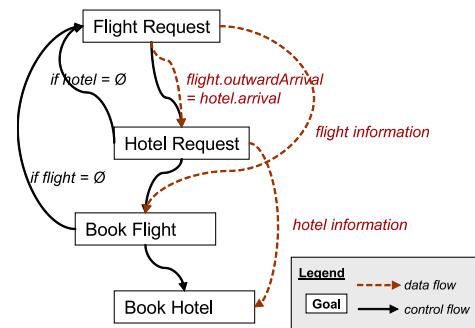 Flight Request
if hotel = Ø
flight.outwardArrival
= hotel.arrival
flight information
Hotel Request
if flight = Ø
hotel information
Book Flight
Book Hotel
Legend
Goal
data flow
control flow